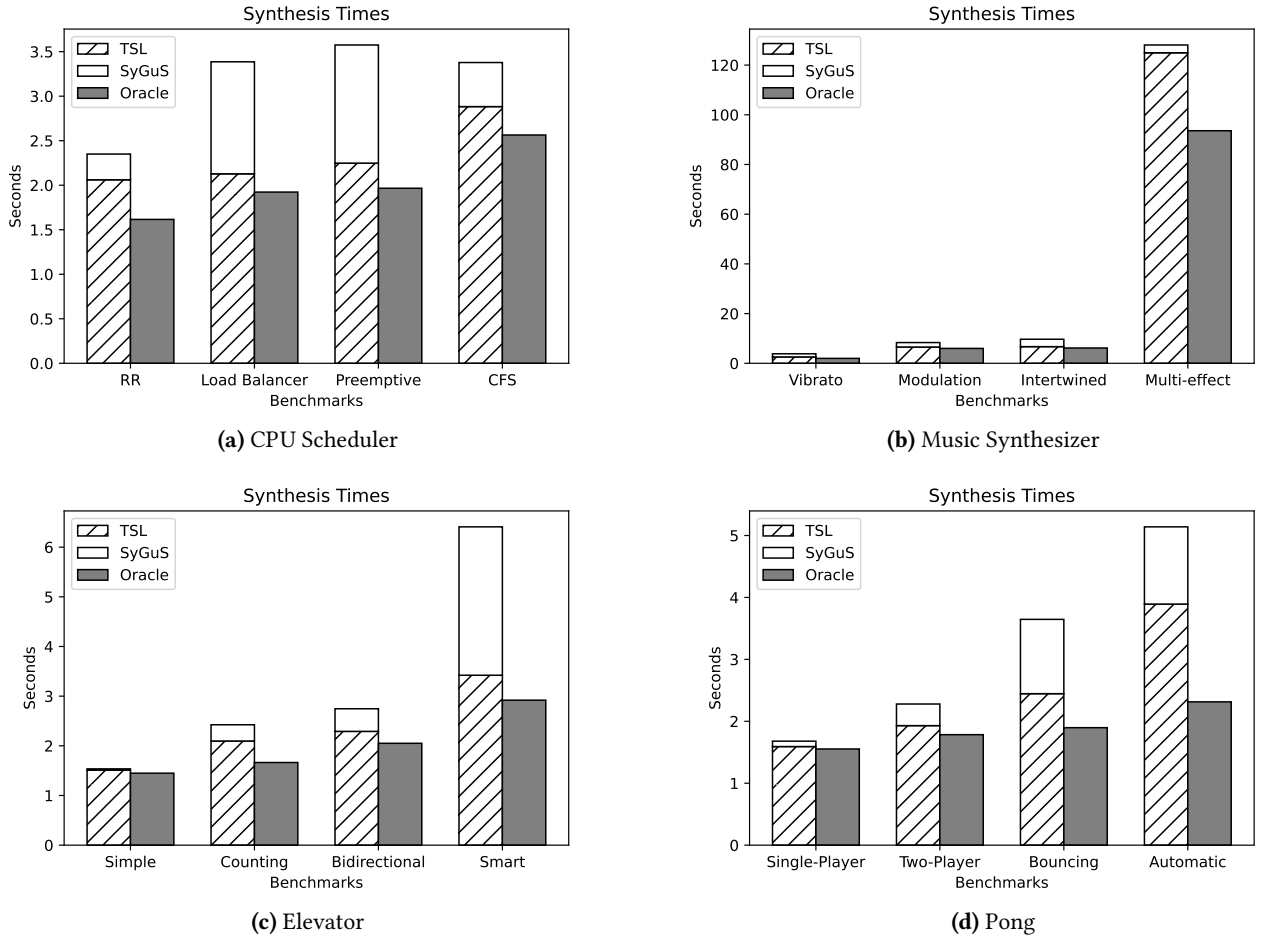 Synthesis Times
TSL
SyGuS
Oracle
3.5
3.0
2.5
2.0
1.5
1.0
0.5
0.0
Seconds
RR Load Balancer Preemptive CFS
Benchmarks
(a) CPU Scheduler
Synthesis Times
TSL
SyGuS
Oracle
120
100
80
60
40
20
0
Seconds
Vibrato Modulation Intertwined Multi-effect
Benchmarks
(b) Music Synthesizer
Synthesis Times
TSL
SyGuS
Oracle
6
5
4
3
2
1
0
Seconds
Simple Counting Bidirectional Smart
Benchmarks
(c) Elevator
Synthesis Times
TSL
SyGuS
Oracle
5
4
3
2
1
0
Seconds
Single-Player Two-Player Bouncing Automatic
Benchmarks
(d) Pong